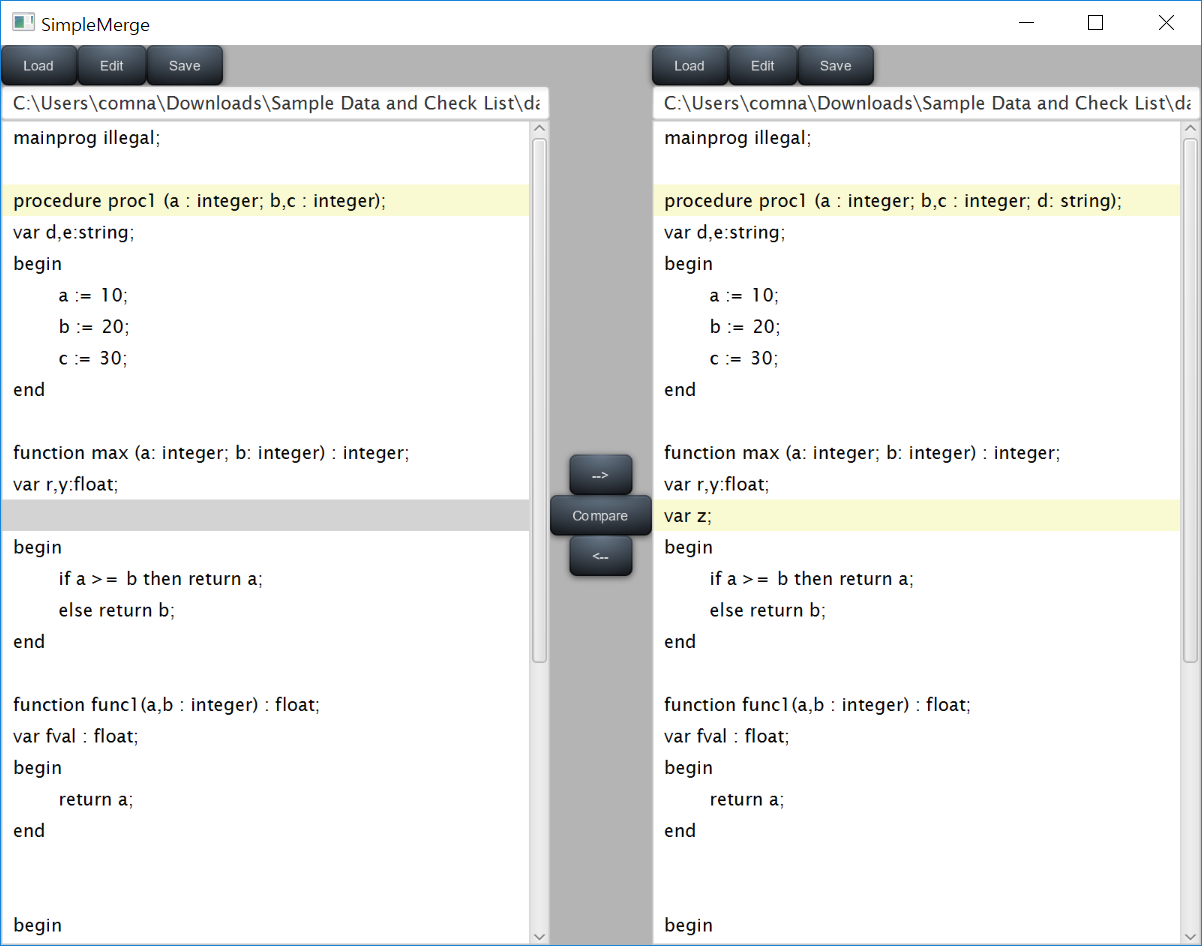 SimpleMerge
Load Edit Save
C:\Users\comna\Downloads\Sample Data and Check List\da
mainprog illegal;
procedure proc1 (a : integer; b,c : integer);
var d,e:string;
begin
a := 10;
b := 20;
c := 30;
end
function max (a: integer; b: integer) : integer;
var r,y:float;
begin
if a >= b then return a;
else return b;
end
function func1(a,b : integer) : float;
var fval : float;
begin
return a;
end
begin
-->
Compare
<--
Load Edit Save
C:\Users\comna\Downloads\Sample Data and Check List\da
mainprog illegal;
procedure proc1 (a : integer; b,c : integer; d: string);
var d,e:string;
begin
a := 10;
b := 20;
c := 30;
end
function max (a: integer; b: integer) : integer;
var r,y:float;
var z;
begin
if a >= b then return a;
else return b;
end
function func1(a,b : integer) : float;
var fval : float;
begin
return a;
end
begin